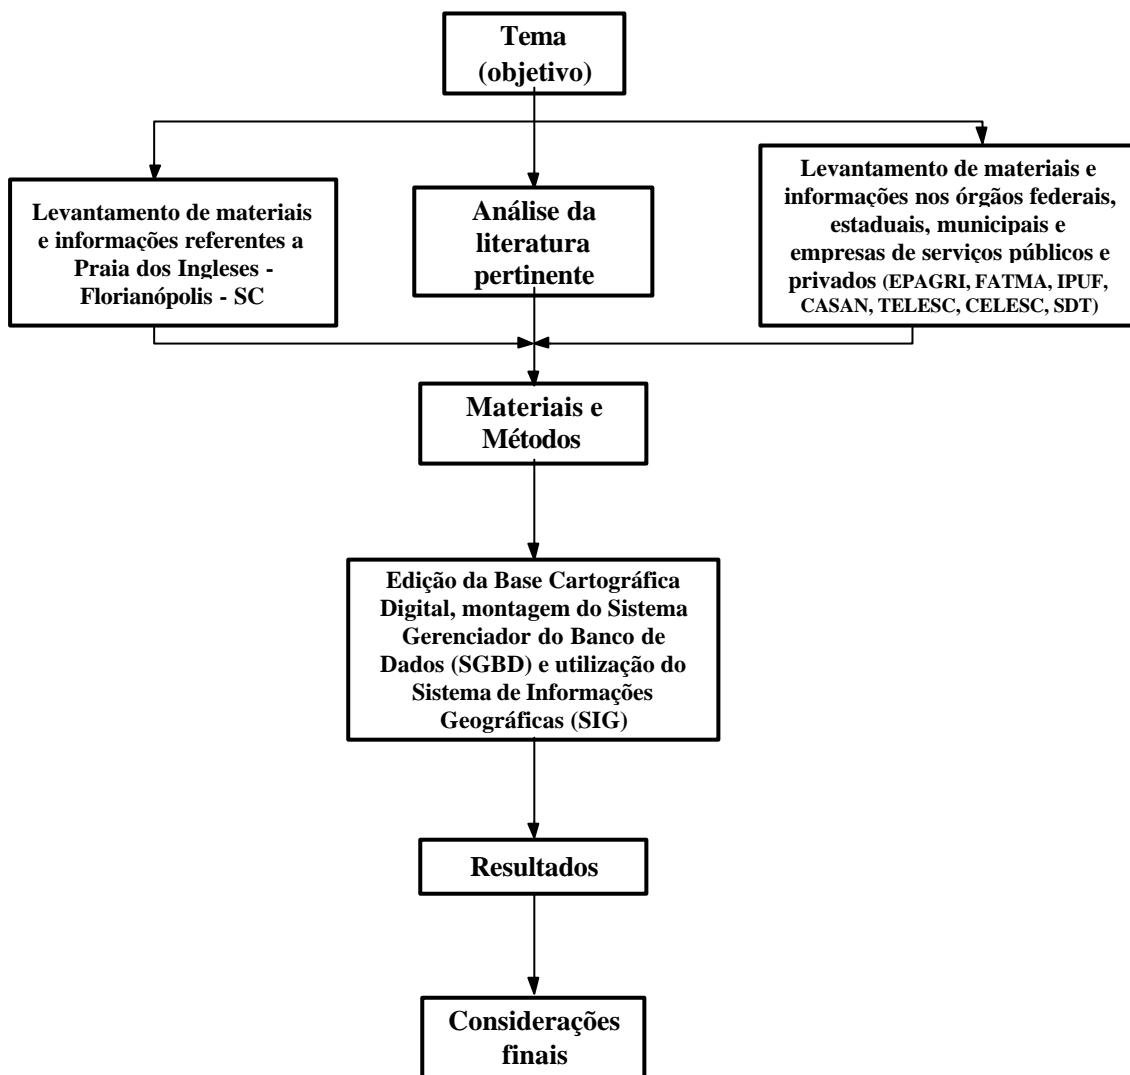 Tema
(objetivo)
Levantamento de materiais
e informações referentes a
Praia dos Ingleses -
Florianópolis - SC
Análise da
literatura
pertinente
Levantamento de materiais e
informações nos órgãos federais,
estaduais, municipais e
empresas de serviços públicos e
privados (EPAGRI, FATMA, IPUF,
CASAN, TELESC, CELESC, SDT)
Materiais e
Métodos
Edição da Base Cartográfica
Digital, montagem do Sistema
Gerenciador do Banco de
Dados (SGBD) e utilização do
Sistema de Informações
Geográficas (SIG)
Resultados
Considerações
finais